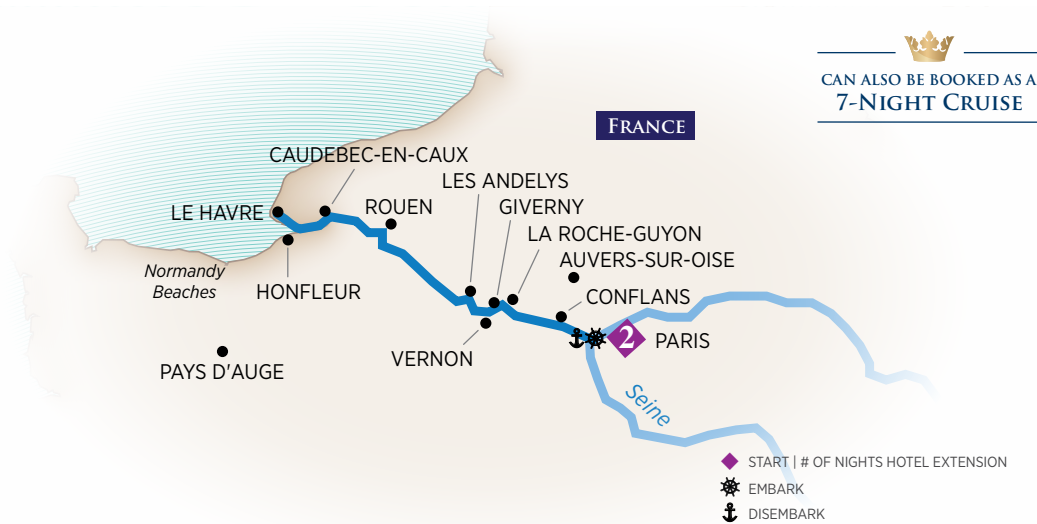 CAN ALSO BE BOOKED AS A
7-NIGHT CRUISE
FRANCE
CAUDEBEC-EN-CAUX
LES ANDELYS
LE HAVRE
ROUEN
GIVERNY
LA ROCHE-GUYON
AUVERS-SUR-OISE
Normandy
Beaches
HONFLEUR
CONFLANS
2
PARIS
VERNON
PAYS D'AUGE
Seine
START | # OF NIGHTS HOTEL EXTENSION
EMBARK
DISEMBARK